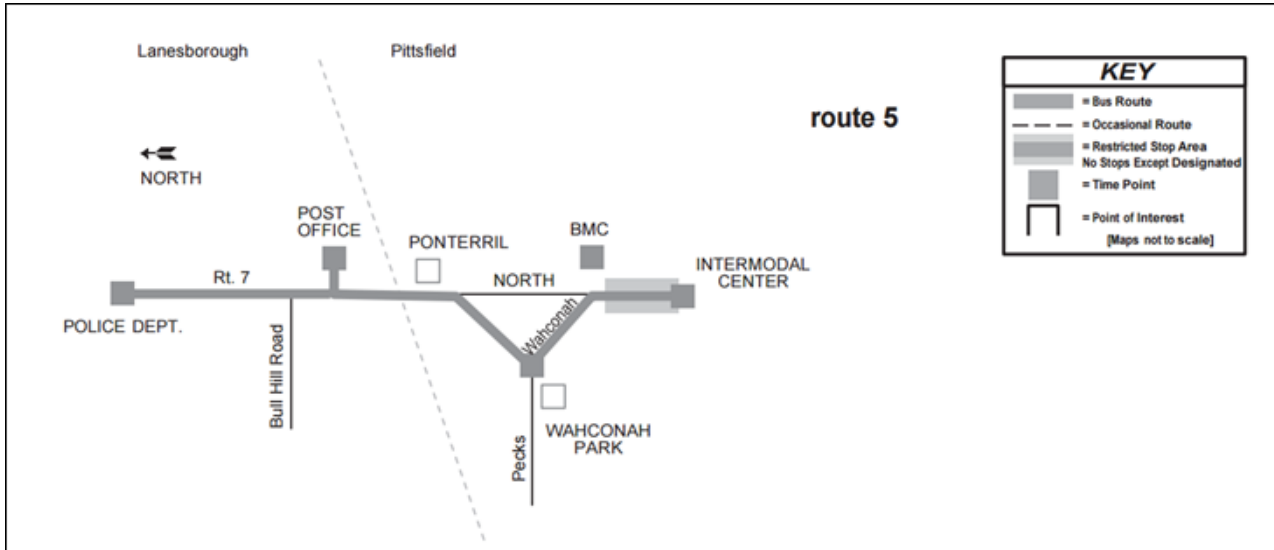 Lanesborough
Pittsfield
KEY
= Bus Route
= Occasional Route
= Restricted Stop Area
No Stops Except Designated
= Time Point
= Point of Interest
[Maps not to scale]
route 5
NORTH
POST
OFFICE
PONTERRIL
BMC
INTERMODAL
CENTER
Rt. 7
NORTH
POLICE DEPT.
Wahconah
Bull Hill Road
WAHCONAH
PARK
Pecks